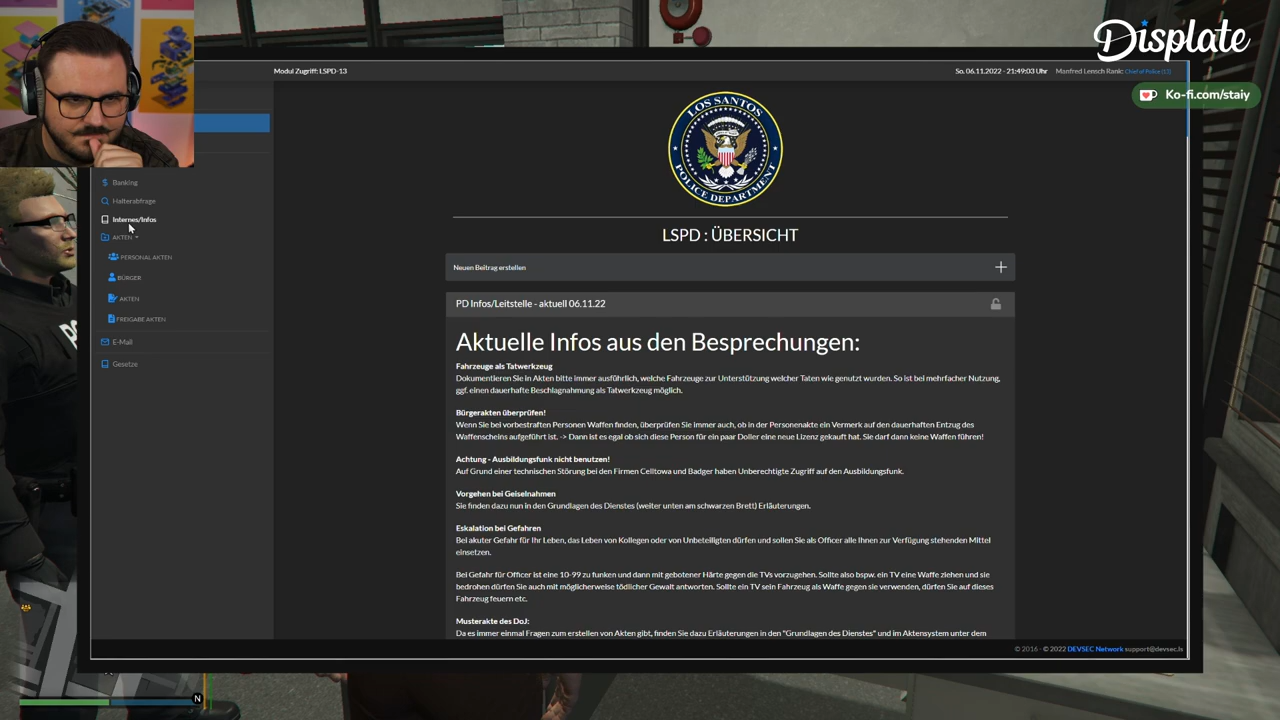 Displate
Ko-fi.com/staiy
Modul Zugriff: LSPD-13
So. 06.11.2022 - 21:49:03 Uhr
Manfred Lensch Ranic Chief of Police (13)
LOS SANTOS
POLICE DEPARTMENT
Banking
Halterabfrage
Internes/Infos
AKTEN
PERSONAL AKTEN
BÜRGER
AKTEN
FREIGABE AKTEN
E-Mail
Gesetze
LSPD : ÜBERSICHT
Neuen Beitrag erstellen
PD Infos/Leitstelle - aktuell 06.11.22
Aktuelle Infos aus den Besprechungen:
Fahrzeuge als Tatwerkzeug
Dokumentieren Sie in Akten bitte immer ausführlich, welche Fahrzeuge zur Unterstützung welcher Taten wie genutzt wurden. So ist bei mehrfacher Nutzung,
ggf. einen dauerhafte Beschlagnahmung als Tatwerkzeug möglich.
Bürgerakten überprüfen!
Wenn Sie bei vorbestraften Personen Waffen finden, überprüfen Sie immer auch, ob in der Personenakte ein Vermerk auf den dauerhaften Entzug des
Waffenscheins aufgeführt ist. -> Dann ist es egal ob sich diese Person für ein paar Doller eine neue Lizenz gekauft hat. Sie darf dann keine Waffen führen!
Achtung - Ausbildungsfunk nicht benutzen!
Auf Grund einer technischen Störung bei den Firmen Celltowa und Badger haben Unberechtigte Zugriff auf den Ausbildungsfunk.
Vorgehen bei Geiselnahmen
Sie finden dazu nun in den Grundlagen des Dienstes (weiter unten am schwarzen Brett) Erläuterungen.
Eskalation bei Gefahren
Bei akuter Gefahr für Ihr Leben, das Leben von Kollegen oder von Unbeteiligten dürfen und sollen Sie als Officer alle Ihnen zur Verfügung stehenden Mittel
einsetzen.
Bei Gefahr für Officer ist eine 10-99 zu funken und dann mit gebotener Härte gegen die TVs vorzugehen. Sollte also bspw. ein TV eine Waffe ziehen und sie
bedrohen dürfen Sie auch mit möglicherweise tödlicher Gewalt antworten. Sollte ein TV sein Fahrzeug als Waffe gegen sie verwenden, dürfen Sie auf dieses
Fahrzeug feuern etc.
Musterakte des DoJ:
Da es immer einmal Fragen zum erstellen von Akten gibt, finden Sie dazu Erläuterungen in den "Grundlagen des Dienstes" und im Aktensystem unter dem
© 2016 - © 2022 DEVSEC Network support@devsec.ls
N